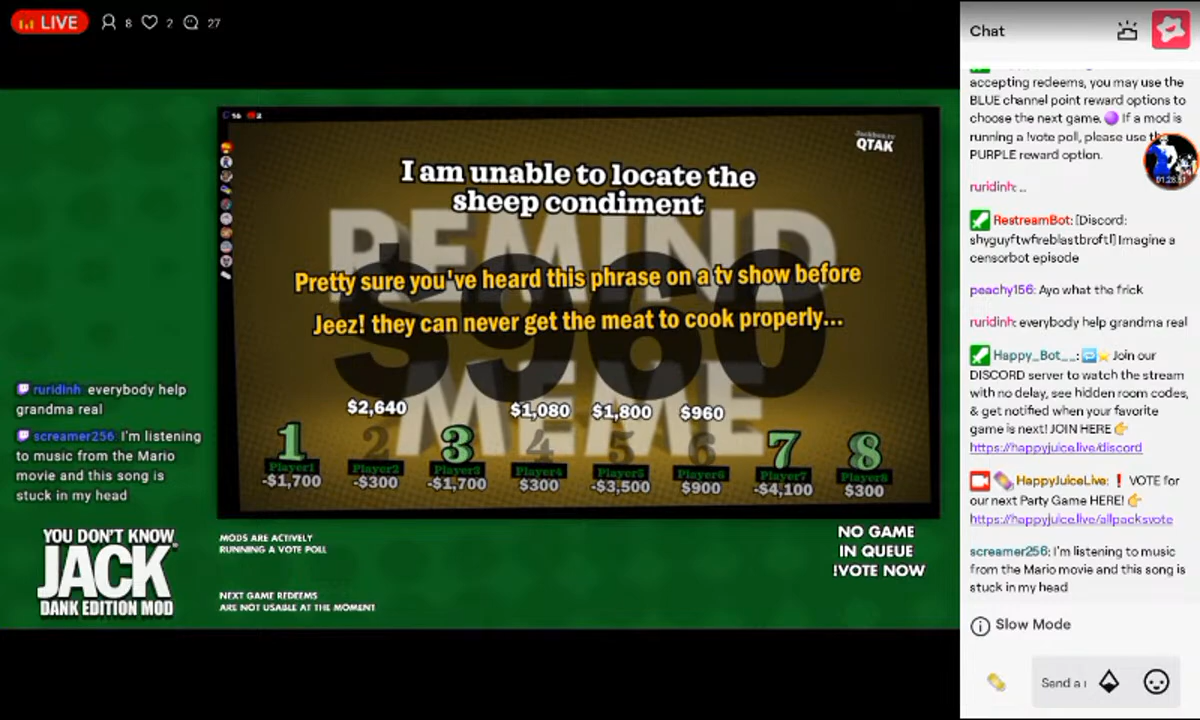 LIVE 8 2 27
16 2
Jackbox.tv
QTAK
I am unable to locate the
sheep condiment
REMIND
$960
MEME
Pretty sure you've heard this phrase on a tv show before
Jeez! they can never get the meat to cook properly...
$2,640 $1,080 $1,800 $960
1 2 3 4 5 6 7 8
Player1 Player2 Player3 Player4 Player5 Player6 Player7 Player8
-$1,700 -$300 -$1,700 $300 -$3,500 $900 -$4,100 $300
ruridinh everybody help
grandma real
screamer256 I'm listening
to music from the Mario
movie and this song is
stuck in my head
YOU DON'T KNOW
JACK
DANK EDITION MOD
MODS ARE ACTIVELY
RUNNING A VOTE POLL
NEXT GAME REDEEMS
ARE NOT USABLE AT THE MOMENT
NO GAME
IN QUEUE
!VOTE NOW
Chat
accepting redeems, you may use the
BLUE channel point reward options to
choose the next game. If a mod is
running a !vote poll, please use the
PURPLE reward option.
ruridinh: ..
RestreamBot: [Discord:
shyguyftwfreblastbroftl] Imagine a
censorbot episode
peachy156: Ayo what the frick
ruridinh: everybody help grandma real
Happy_Bot__: Join our
DISCORD server to watch the stream
with no delay, see hidden room codes,
& get notified when your favorite
game is next! JOIN HERE
https://happyjuice.live/discord
HappyJuiceLive: VOTE for
our next Party Game HERE!
https://happyjuice.live/allpacksvote
screamer256: I'm listening to music
from the Mario movie and this song is
stuck in my head
Slow Mode
Send a